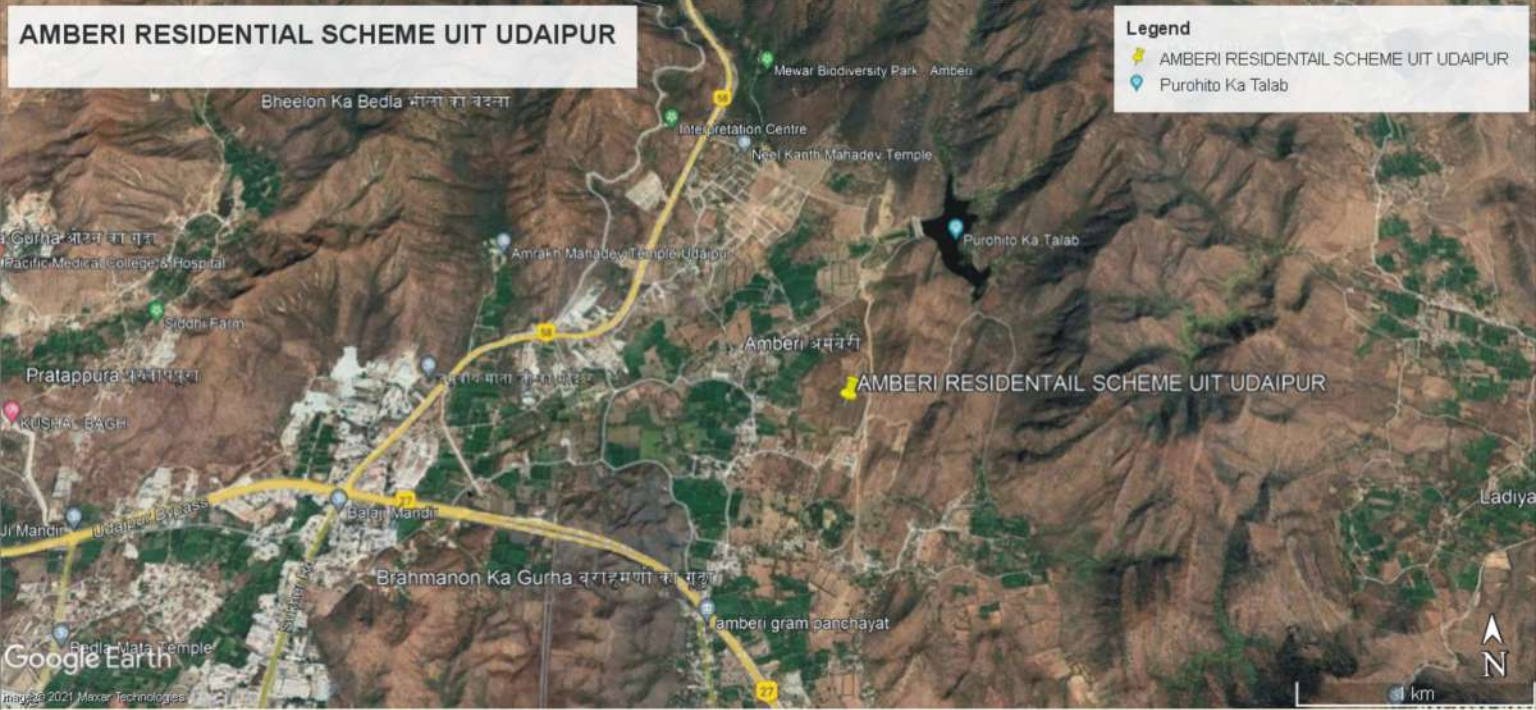 AMBERI RESIDENTIAL SCHEME UIT UDAIPUR
Legend
AMBERI RESIDENTAIL SCHEME UIT UDAIPUR
Purohito Ka Talab
Mewar Biodiversity Park - Amberi
58
Bheelon Ka Bedla भीलों का बेदला
Interpretation Centre
Neel Kanth Mahadev Temple
Gurha
Purohito Ka Talab
Amrakh Mahadev Temple Udaipur
Pacific Medical College & Hospital
Siddhi Farm
58
Amberi
Pratappura
AMBERI RESIDENTAIL SCHEME UIT UDAIPUR
KUSHAL BAGH
27
Ladiya
Balaji Mandir
Udaipur Bypass
Ji Mandir
Brahmanon Ka Gurha
amberi gram panchayat
Bedla Mata Temple
Google Earth
N
27
Image © 2021 Maxar Technologies
1 km